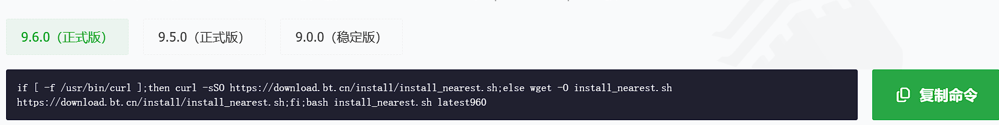 9.6.0（正式版）
9.5.0（正式版）
9.0.0（稳定版）
if [ -f /usr/bin/curl ];then curl -sSO https://download.bt.cn/install/install_nearest.sh;else wget -O install_nearest.sh
https://download.bt.cn/install/install_nearest.sh;fi;bash install_nearest.sh latest960
复制命令